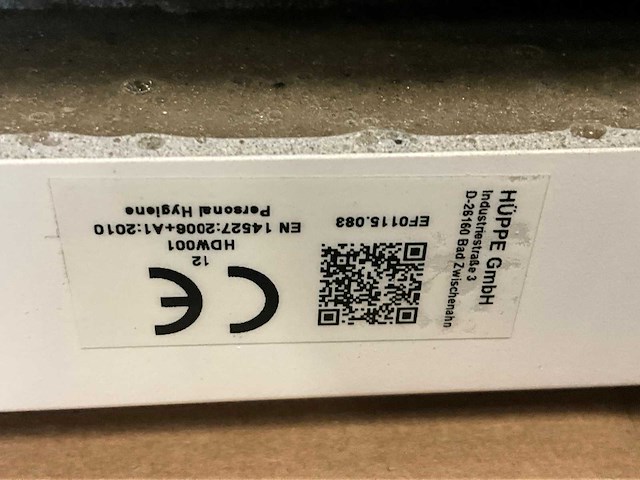 HÜPPE GmbH
Industriestraße 3
D-26160 Bad Zwischenahn
EF0115.083
CE
12
HDW001
EN 14527:2006+A1:2010
Personal Hygiene